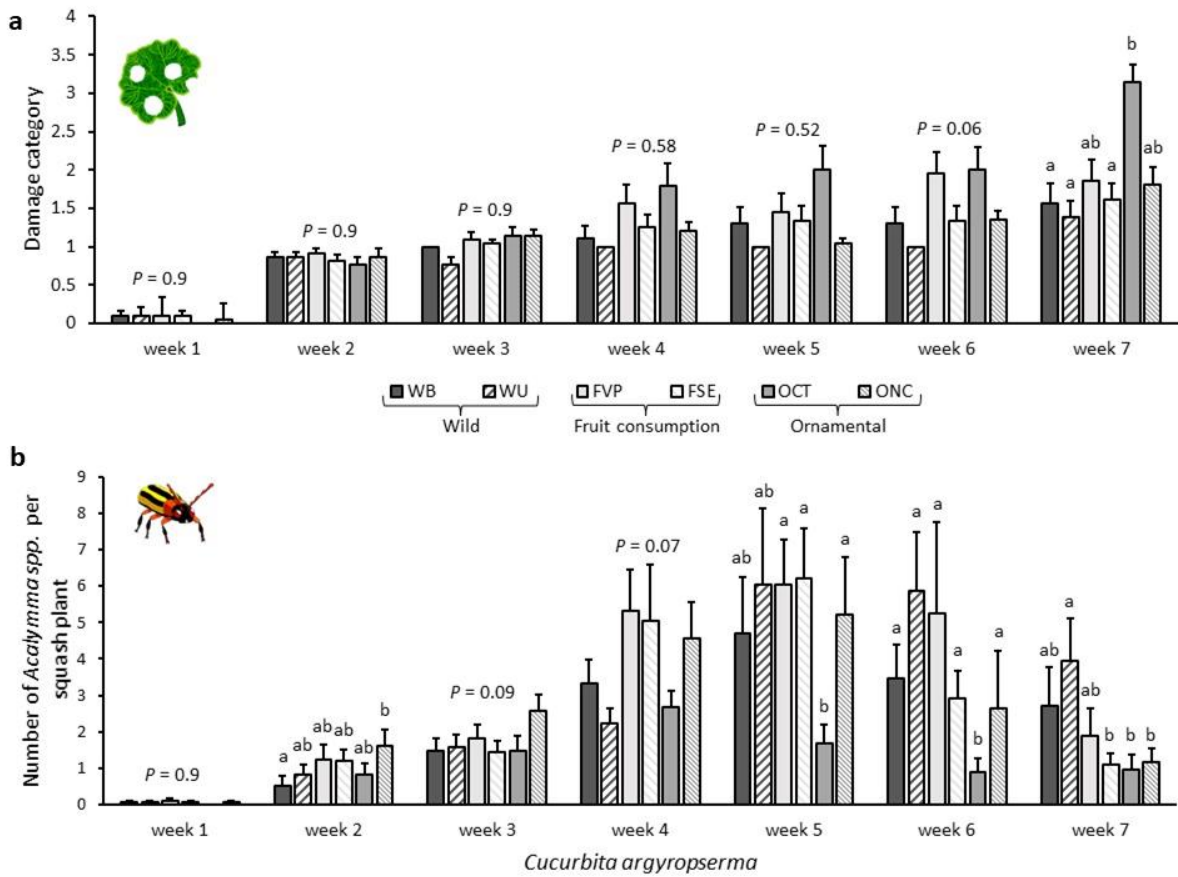 a
Damage category
4
3.5
3
2.5
2
1.5
1
0.5
0
P = 0.9
P = 0.9
P = 0.9
P = 0.58
P = 0.52
P = 0.06
a a ab a b ab
week 1 week 2 week 3 week 4 week 5 week 6 week 7
WB WU FVP FSE OCT ONC
Wild Fruit consumption Ornamental
b
Number of Acalymma spp. per
squash plant
9
8
7
6
5
4
3
2
1
0
P = 0.9
a ab ab ab ab b
P = 0.09
P = 0.07
ab ab a a b a
a a a a b a
ab a ab b b b
week 1 week 2 week 3 week 4 week 5 week 6 week 7
Cucurbita argyropserma